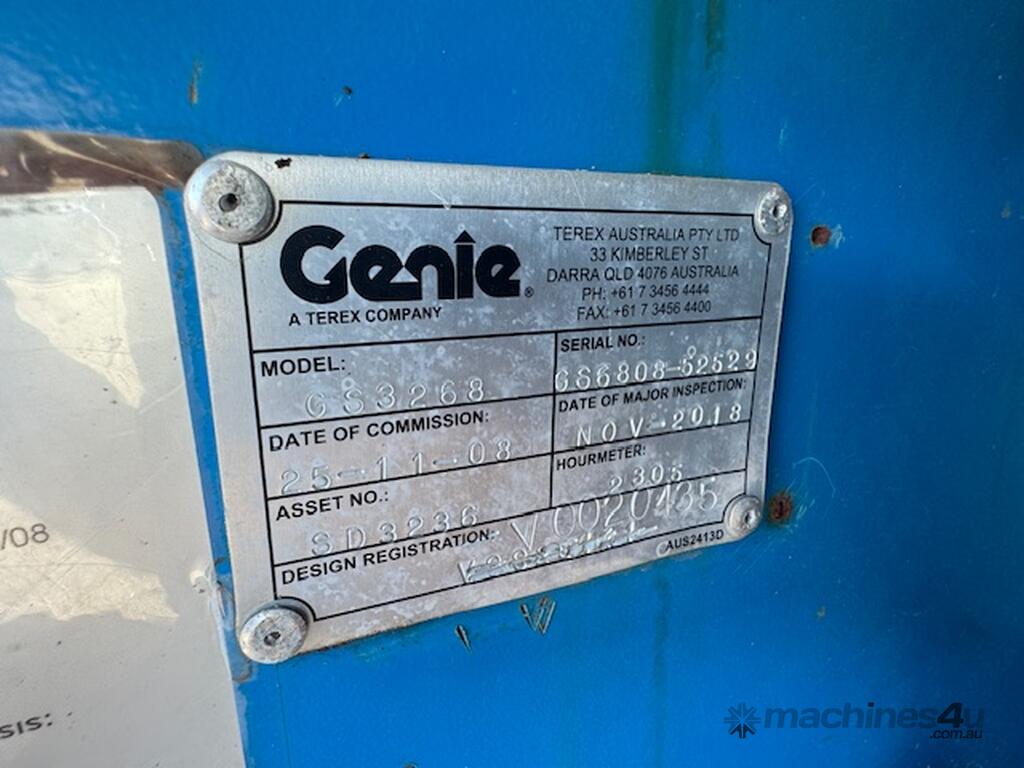 Genie®
A TEREX COMPANY
TEREX AUSTRALIA PTY LTD
33 KIMBERLEY ST
DARRA QLD 4076 AUSTRALIA
PH: +61 7 3456 4444
FAX: +61 7 3456 4400
MODEL:
GS3268
SERIAL NO.:
GS6808-52529
DATE OF COMMISSION:
25-11-08
DATE OF MAJOR INSPECTION:
NOV-2018
ASSET NO.:
SD3236
HOURMETER:
2305
DESIGN REGISTRATION:
V0020435
AUS2413D
/08
SIS:
machines4u
.com.au